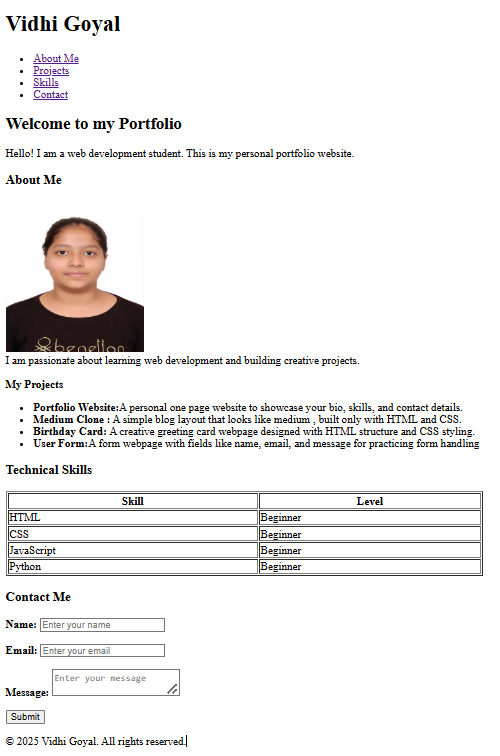 Vidhi Goyal
About Me
Projects
Skills
Contact
Welcome to my Portfolio
Hello! I am a web development student. This is my personal portfolio website.
About Me
benetton
I am passionate about learning web development and building creative projects.
My Projects
Portfolio Website:A personal one page website to showcase your bio, skills, and contact details.
Medium Clone : A simple blog layout that looks like medium , built only with HTML and CSS.
Birthday Card: A creative greeting card webpage designed with HTML structure and CSS styling.
User Form:A form webpage with fields like name, email, and message for practicing form handling
Technical Skills
Skill Level
HTML Beginner
CSS Beginner
JavaScript Beginner
Python Beginner
Contact Me
Name: Enter your name
Email: Enter your email
Message: Enter your message
Submit
© 2025 Vidhi Goyal. All rights reserved.